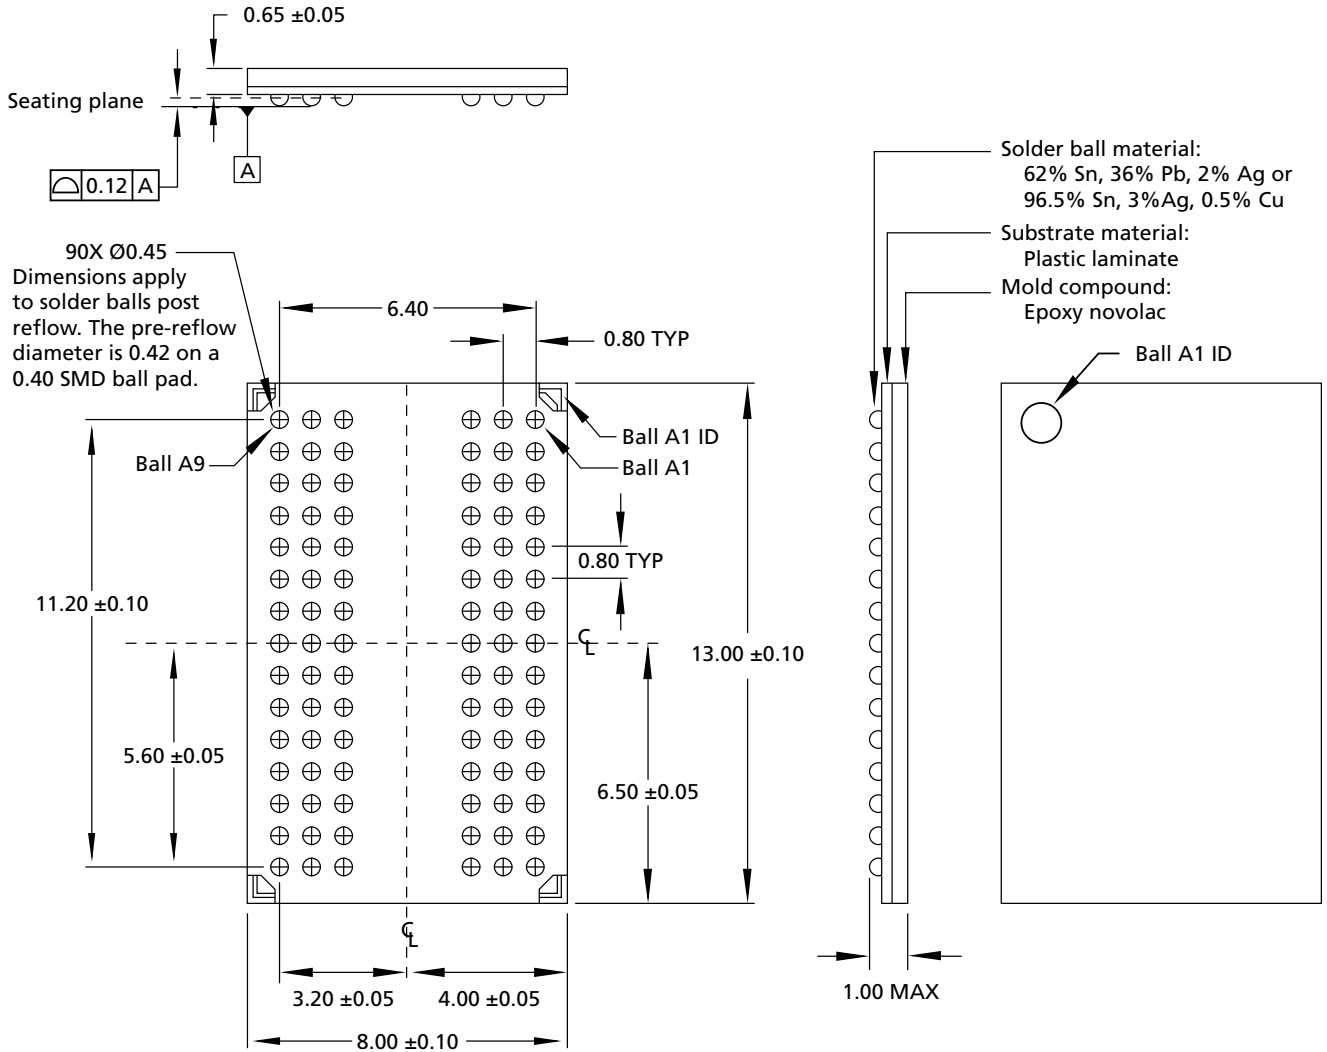 0.65 ±0.05
Seating plane
A
0.12 A
Solder ball material:
62% Sn, 36% Pb, 2% Ag or
96.5% Sn, 3%Ag, 0.5% Cu
Substrate material:
Plastic laminate
Mold compound:
Epoxy novolac
90X Ø0.45
Dimensions apply
to solder balls post
reflow. The pre-reflow
diameter is 0.42 on a
0.40 SMD ball pad.
6.40
0.80 TYP
Ball A1 ID
Ball A1 ID
Ball A1
Ball A9
0.80 TYP
11.20 ±0.10
CL
13.00 ±0.10
5.60 ±0.05
6.50 ±0.05
CL
3.20 ±0.05
4.00 ±0.05
1.00 MAX
8.00 ±0.10